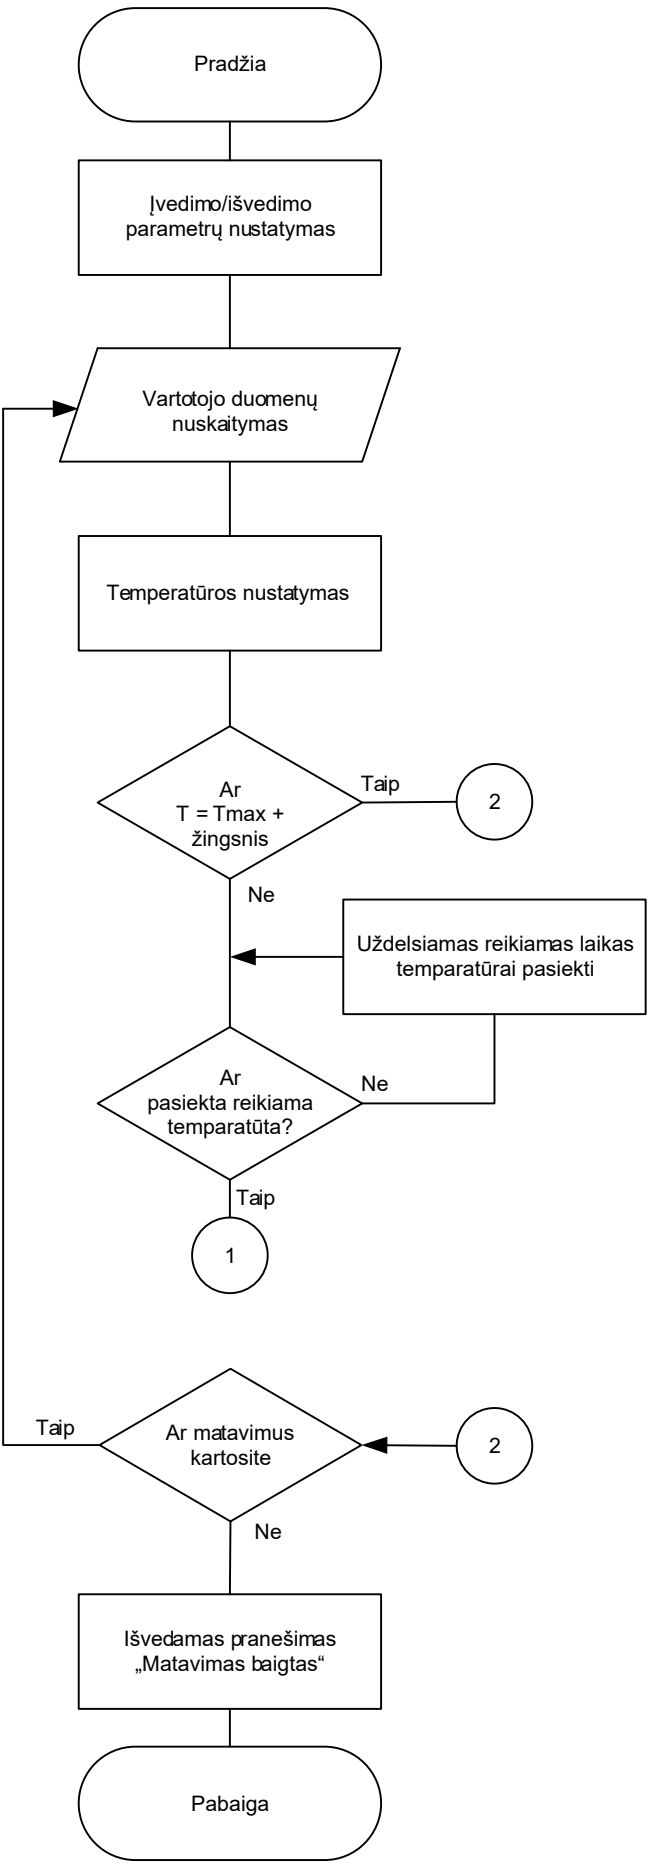 Pradžia
Įvedimo/išvedimo
parametrų nustatymas
Vartotojo duomenų
nuskaitymas
Temperatūros nustatymas
Ar
T = Tmax +
žingsnis
Taip
2
Ne
Uždelsiamas reikiamas laikas
temparatūrai pasiekti
Ar
pasiekta reikiama
temparatūta?
Ne
Taip
1
Taip
Ar matavimus
kartosite
2
Ne
Išvedamas pranešimas
„Matavimas baigtas“
Pabaiga